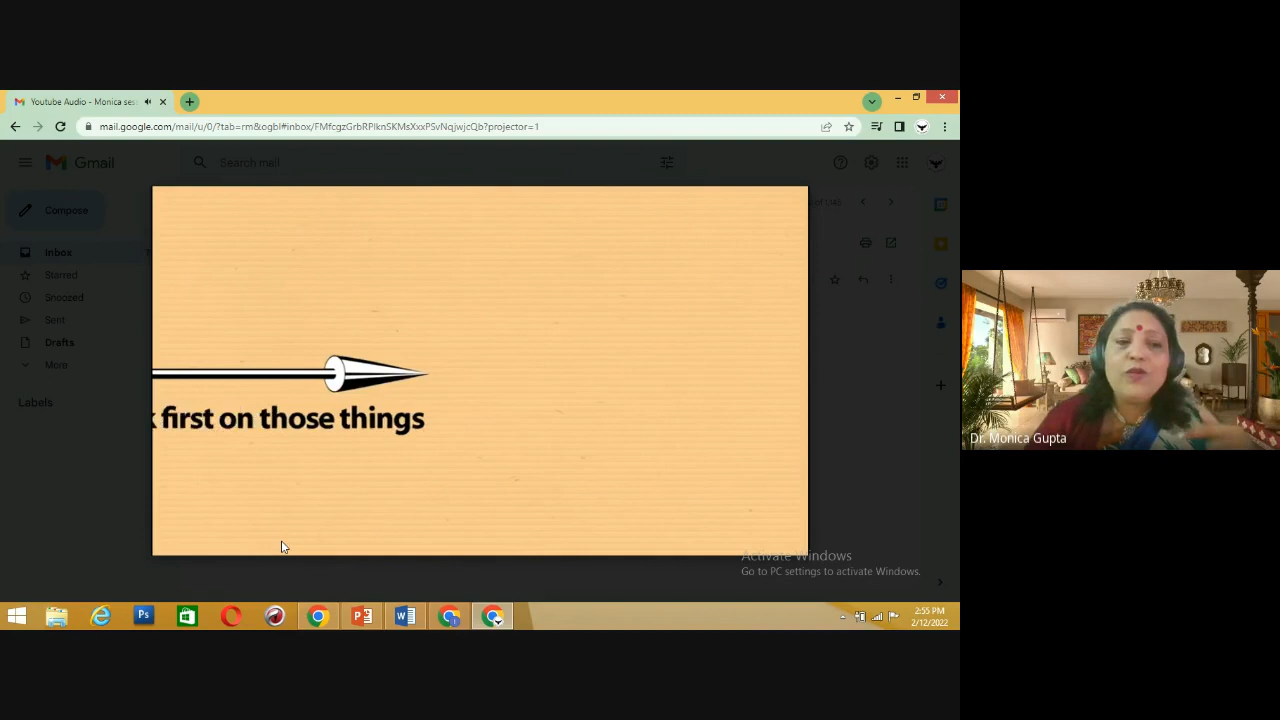 Youtube Audio - Monica ses
mail.google.com/mail/u/0/?tab=rm&ogbl#inbox/FMfcgzGrbRPlknSKMsXxxPSvNqjwjcQb?projector=1
Gmail
Search mail
Compose
Inbox
Starred
Snoozed
Sent
Drafts
More
Labels
first on those things
Activate Windows
Go to PC settings to activate Windows.
Ps
2:55 PM
2/12/2022
Dr. Monica Gupta